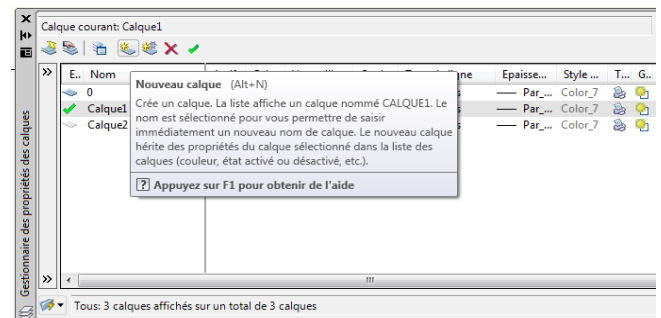 Calque courant: Calque1
E.. Nom
Epaisse... Style ... T... G..
0
Par_... Color_7
Calque1
Par_... Color_7
Calque2
Par_... Color_7
Nouveau calque (Alt+N)
Crée un calque. La liste affiche un calque nommé CALQUE1. Le
nom est sélectionné pour vous permettre de saisir
immédiatement un nouveau nom de calque. Le nouveau calque
hérite des propriétés du calque sélectionné dans la liste des
calques (couleur, état activé ou désactivé, etc.).
? Appuyez sur F1 pour obtenir de l'aide
Gestionnaire des propriétés des calques
Tous: 3 calques affichés sur un total de 3 calques